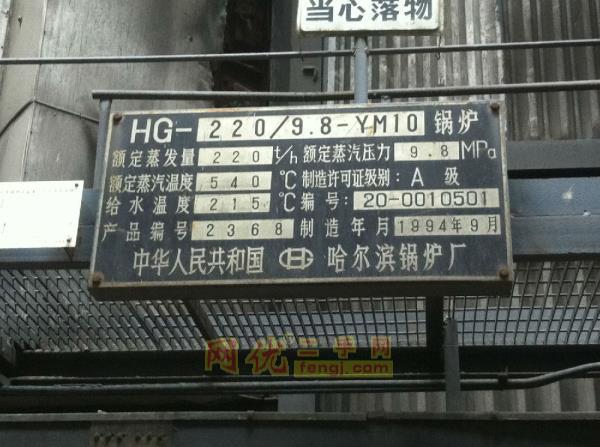 当心落物
HG-220/9.8-YM10 锅炉
额定蒸发量 220 t/h 额定蒸汽压力 9.8 MPa
额定蒸汽温度 540 ℃ 制造许可证级别: A 级
给水温度 215 ℃ 编号: 20-0010501
产品编号 2368 制造年月 1994年9月
中华人民共和国 HG 哈尔滨锅炉厂
网优二手网
fengj.com